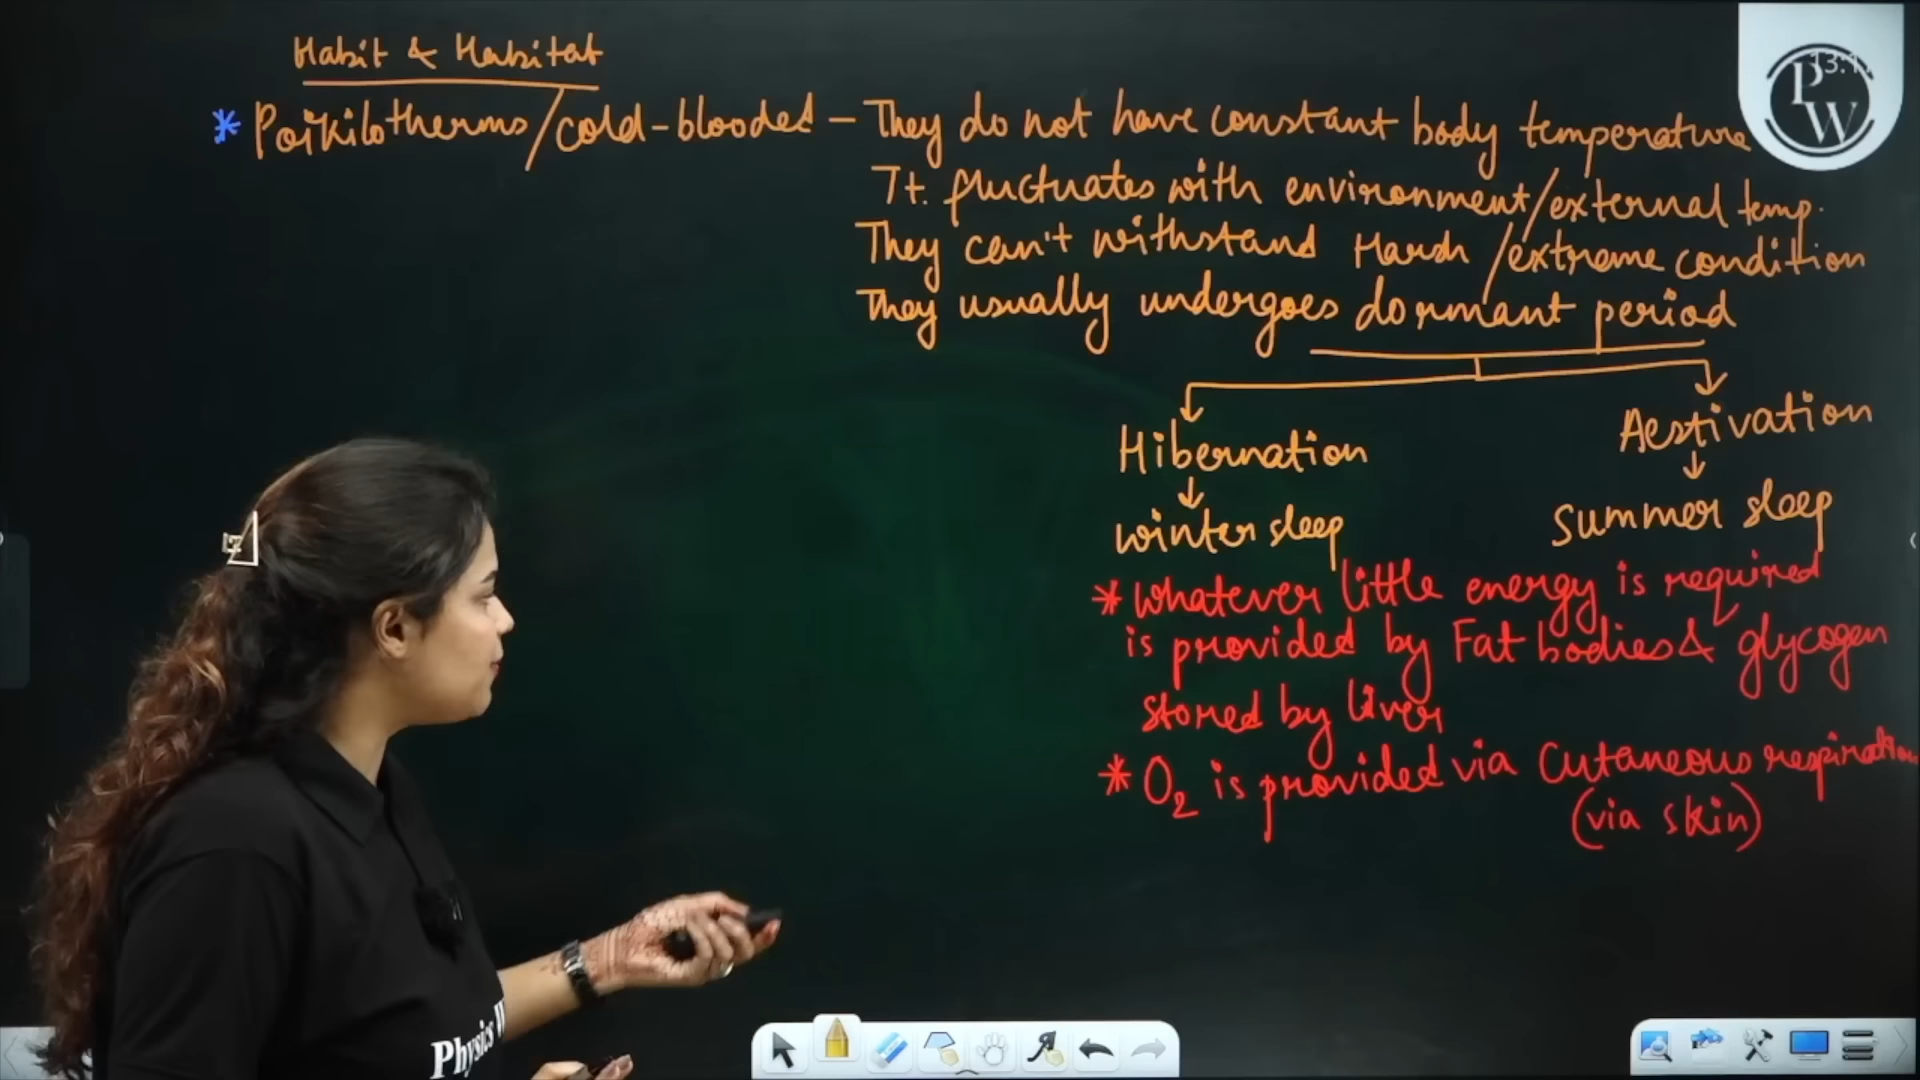 Habit & Habitat
* Poikilotherms/cold-blooded - They do not have constant body temperature
It fluctuates with environment/external temp.
They can't withstand Harsh/extreme condition
They usually undergoes dormant period
Hibernation
Aestivation
winter sleep
Summer sleep
* Whatever little energy is required
is provided by Fat bodies & glycogen
stored by liver
* O2 is provided via Cutaneous respiration
(via skin)
PW
Physics W